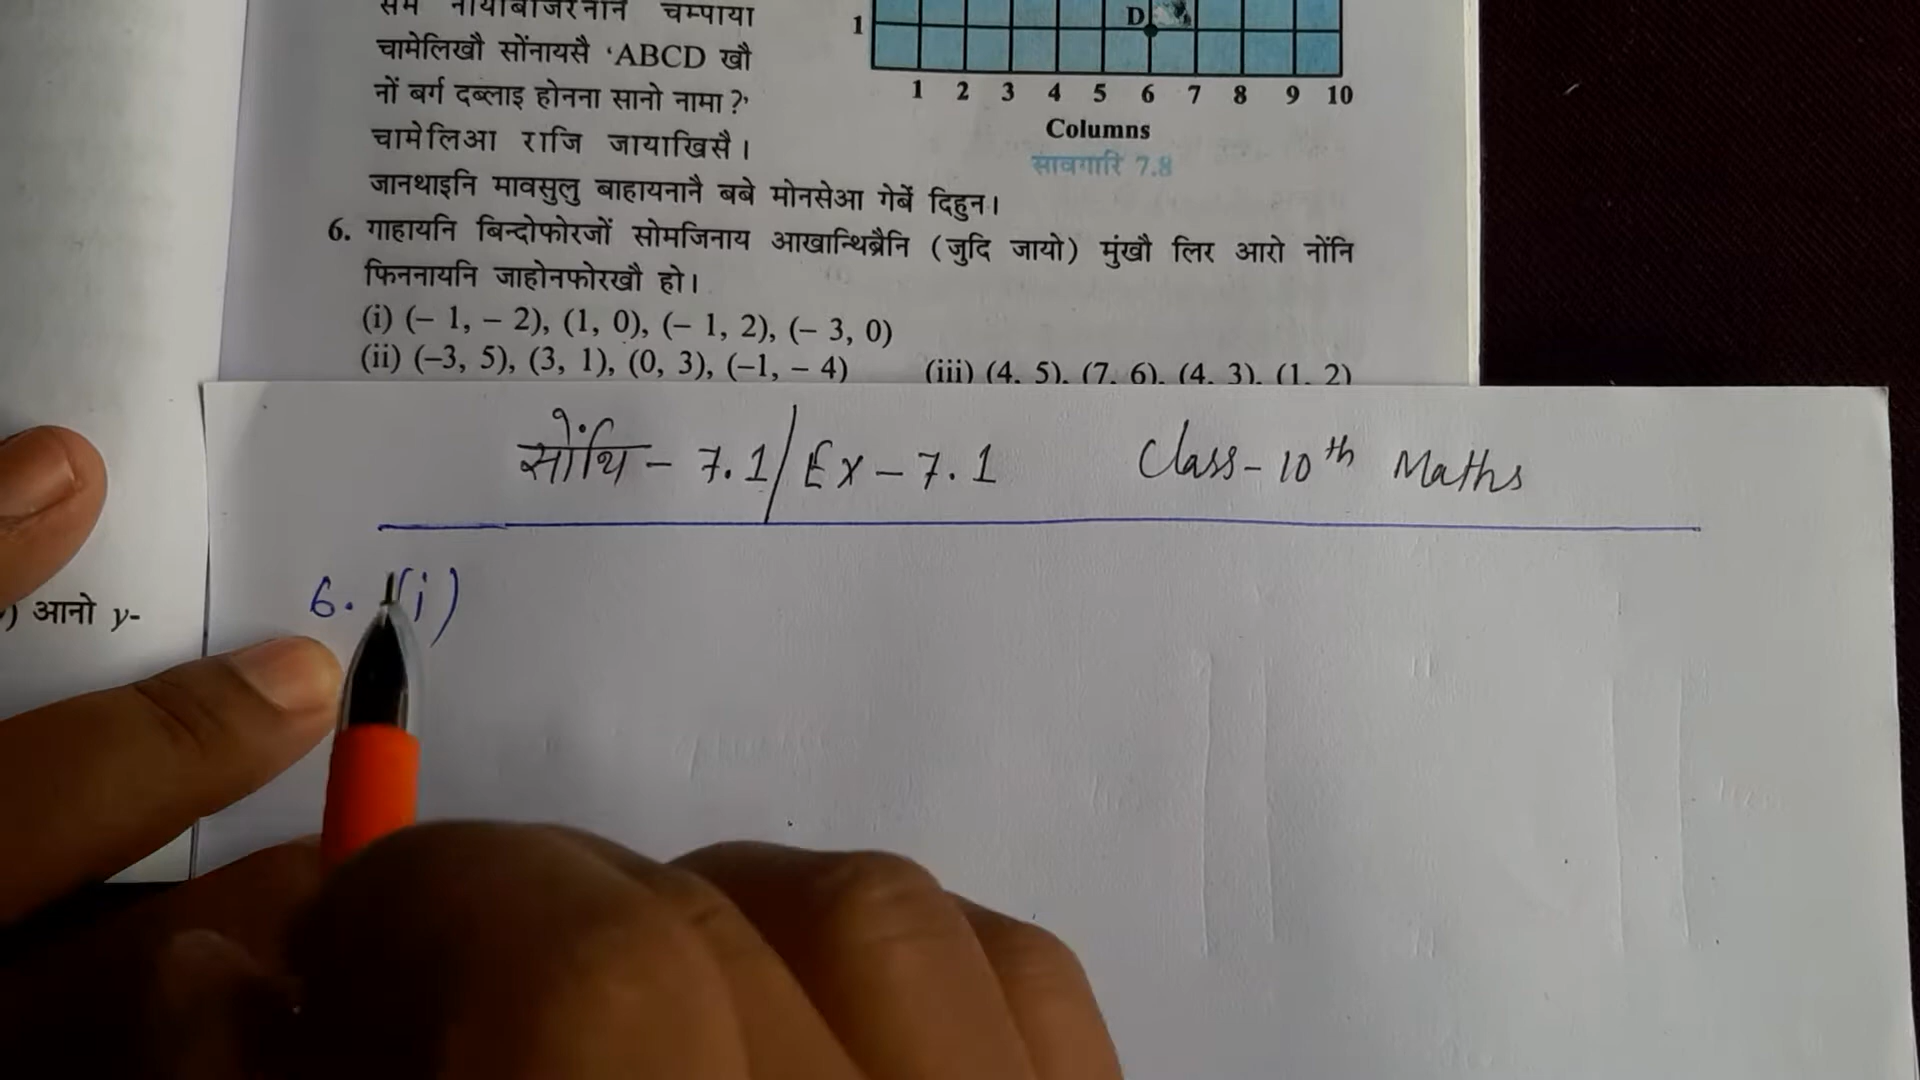 सम नायाबाजरनानै चम्पाया
चामेलिखौ सोंनायसै ‘ABCD खौ
नों बर्ग दब्लाइ होनना सानो नामा ?’
चामेलिआ राजि जायाखिसै।
जानथाइनि मावसुलु बाहायनानै बबे मोनसेआ गेबें दिहुन।
1
D
1 2 3 4 5 6 7 8 9 10
Columns
सावगारि 7.8
6. गाहायनि बिन्दोफोरजों सोमजिनाय आखान्थिब्रैनि (जुदि जायो) मुंखौ लिर आरो नोंनि
फिननायनि जाहोनफोरखौ हो।
(i) (– 1, – 2), (1, 0), (– 1, 2), (– 3, 0)
(ii) (–3, 5), (3, 1), (0, 3), (–1, – 4) (iii) (4, 5), (7, 6), (4, 3), (1, 2)
सोंथि – 7.1/Ex – 7.1 Class – 10th Maths
6. (i)
) आनो y-